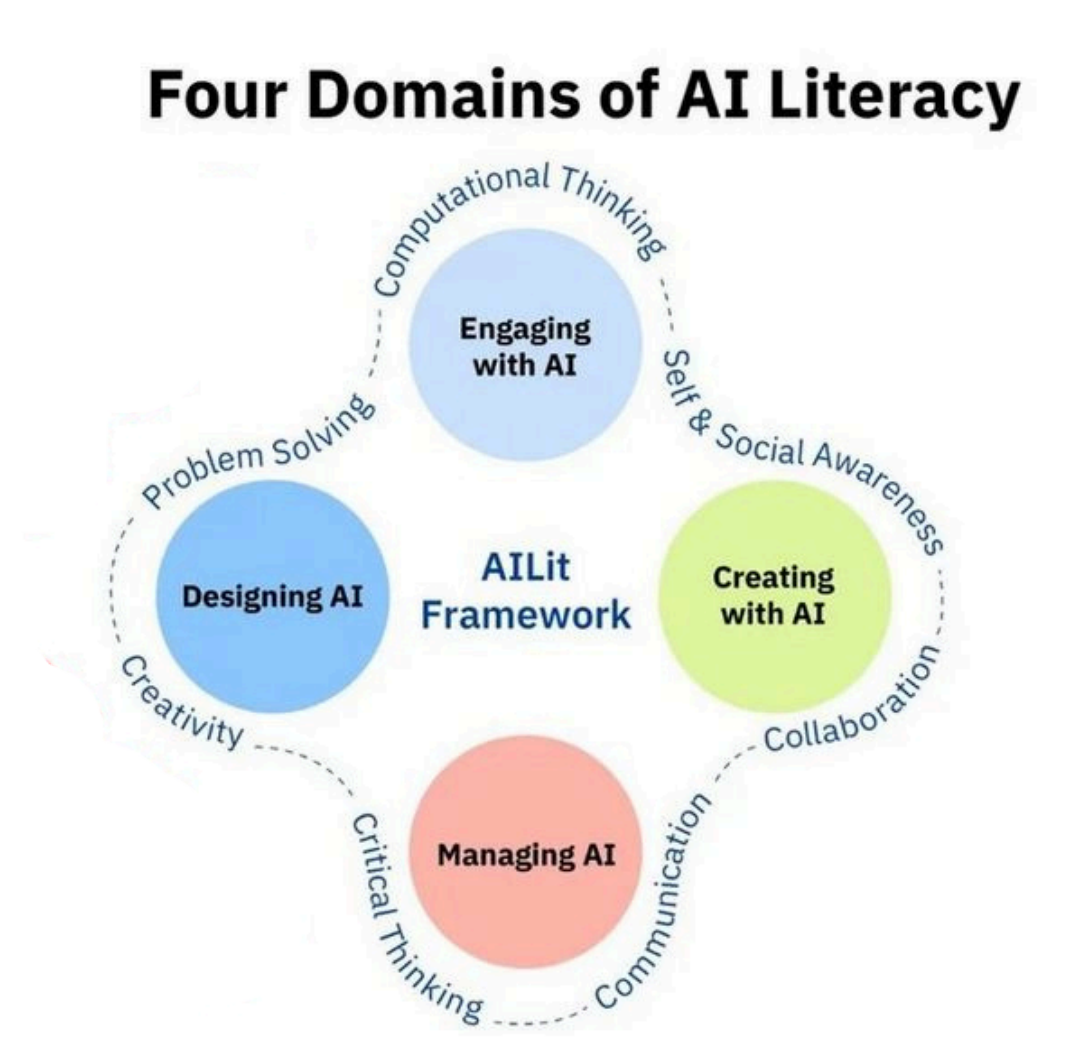 Four Domains of AI Literacy
Computational Thinking
Engaging
with AI
Self & Social Awareness
Problem Solving
Designing AI
AILit
Framework
Creating
with AI
Creativity
Collaboration
Managing AI
Critical Thinking
Communication